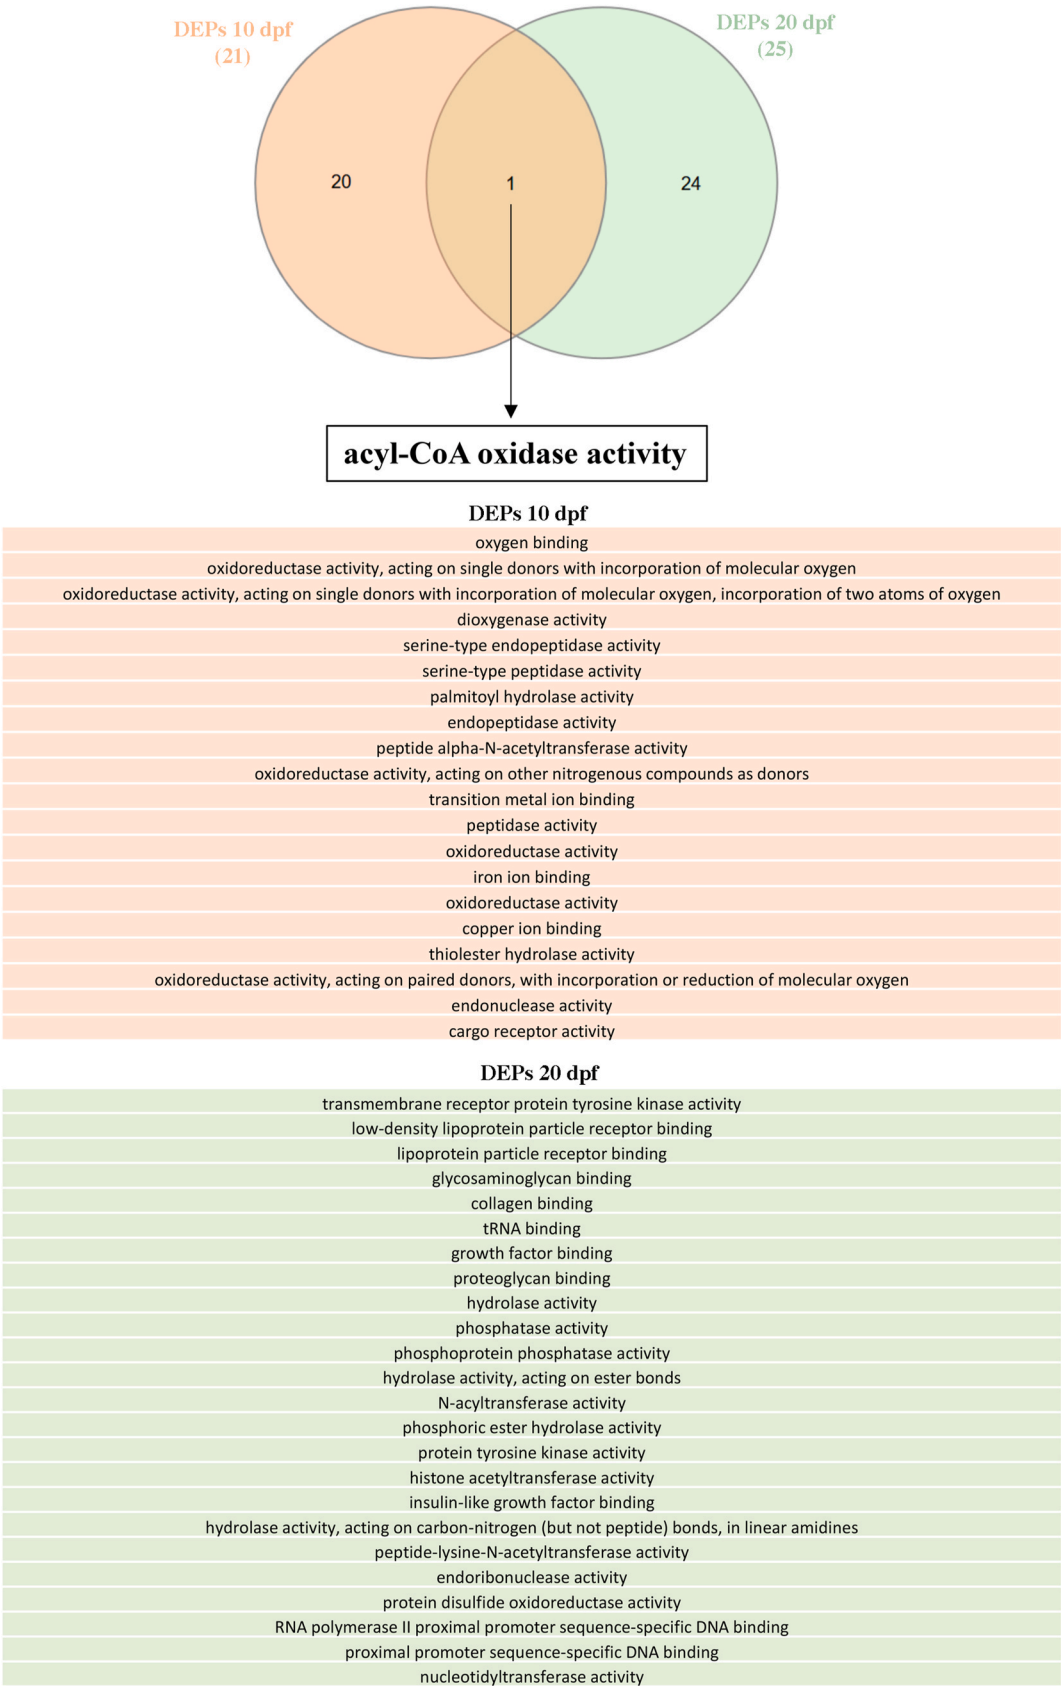 DEPs 10 dpf
(21)
DEPs 20 dpf
(25)
20
1
24
acyl-CoA oxidase activity
DEPs 10 dpf
oxygen binding
oxidoreductase activity, acting on single donors with incorporation of molecular oxygen
oxidoreductase activity, acting on single donors with incorporation of molecular oxygen, incorporation of two atoms of oxygen
dioxygenase activity
serine-type endopeptidase activity
serine-type peptidase activity
palmitoyl hydrolase activity
endopeptidase activity
peptide alpha-N-acetyltransferase activity
oxidoreductase activity, acting on other nitrogenous compounds as donors
transition metal ion binding
peptidase activity
oxidoreductase activity
iron ion binding
oxidoreductase activity
copper ion binding
thiolester hydrolase activity
oxidoreductase activity, acting on paired donors, with incorporation or reduction of molecular oxygen
endonuclease activity
cargo receptor activity
DEPs 20 dpf
transmembrane receptor protein tyrosine kinase activity
low-density lipoprotein particle receptor binding
lipoprotein particle receptor binding
glycosaminoglycan binding
collagen binding
tRNA binding
growth factor binding
proteoglycan binding
hydrolase activity
phosphatase activity
phosphoprotein phosphatase activity
hydrolase activity, acting on ester bonds
N-acyltransferase activity
phosphoric ester hydrolase activity
protein tyrosine kinase activity
histone acetyltransferase activity
insulin-like growth factor binding
hydrolase activity, acting on carbon-nitrogen (but not peptide) bonds, in linear amidines
peptide-lysine-N-acetyltransferase activity
endoribonuclease activity
protein disulfide oxidoreductase activity
RNA polymerase II proximal promoter sequence-specific DNA binding
proximal promoter sequence-specific DNA binding
nucleotidyltransferase activity